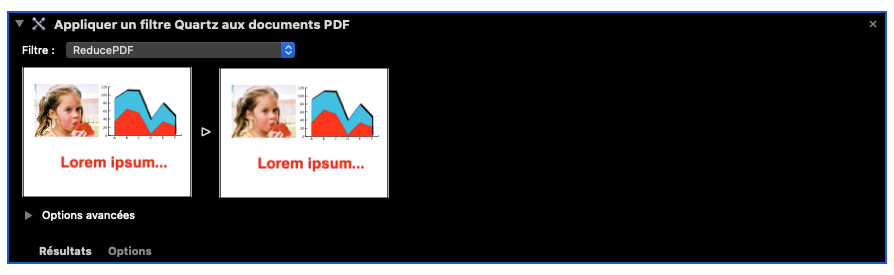 Appliquer un filtre Quartz aux documents PDF
Filtre : ReducePDF
Lorem ipsum... Lorem ipsum...
Options avancées
Résultats Options